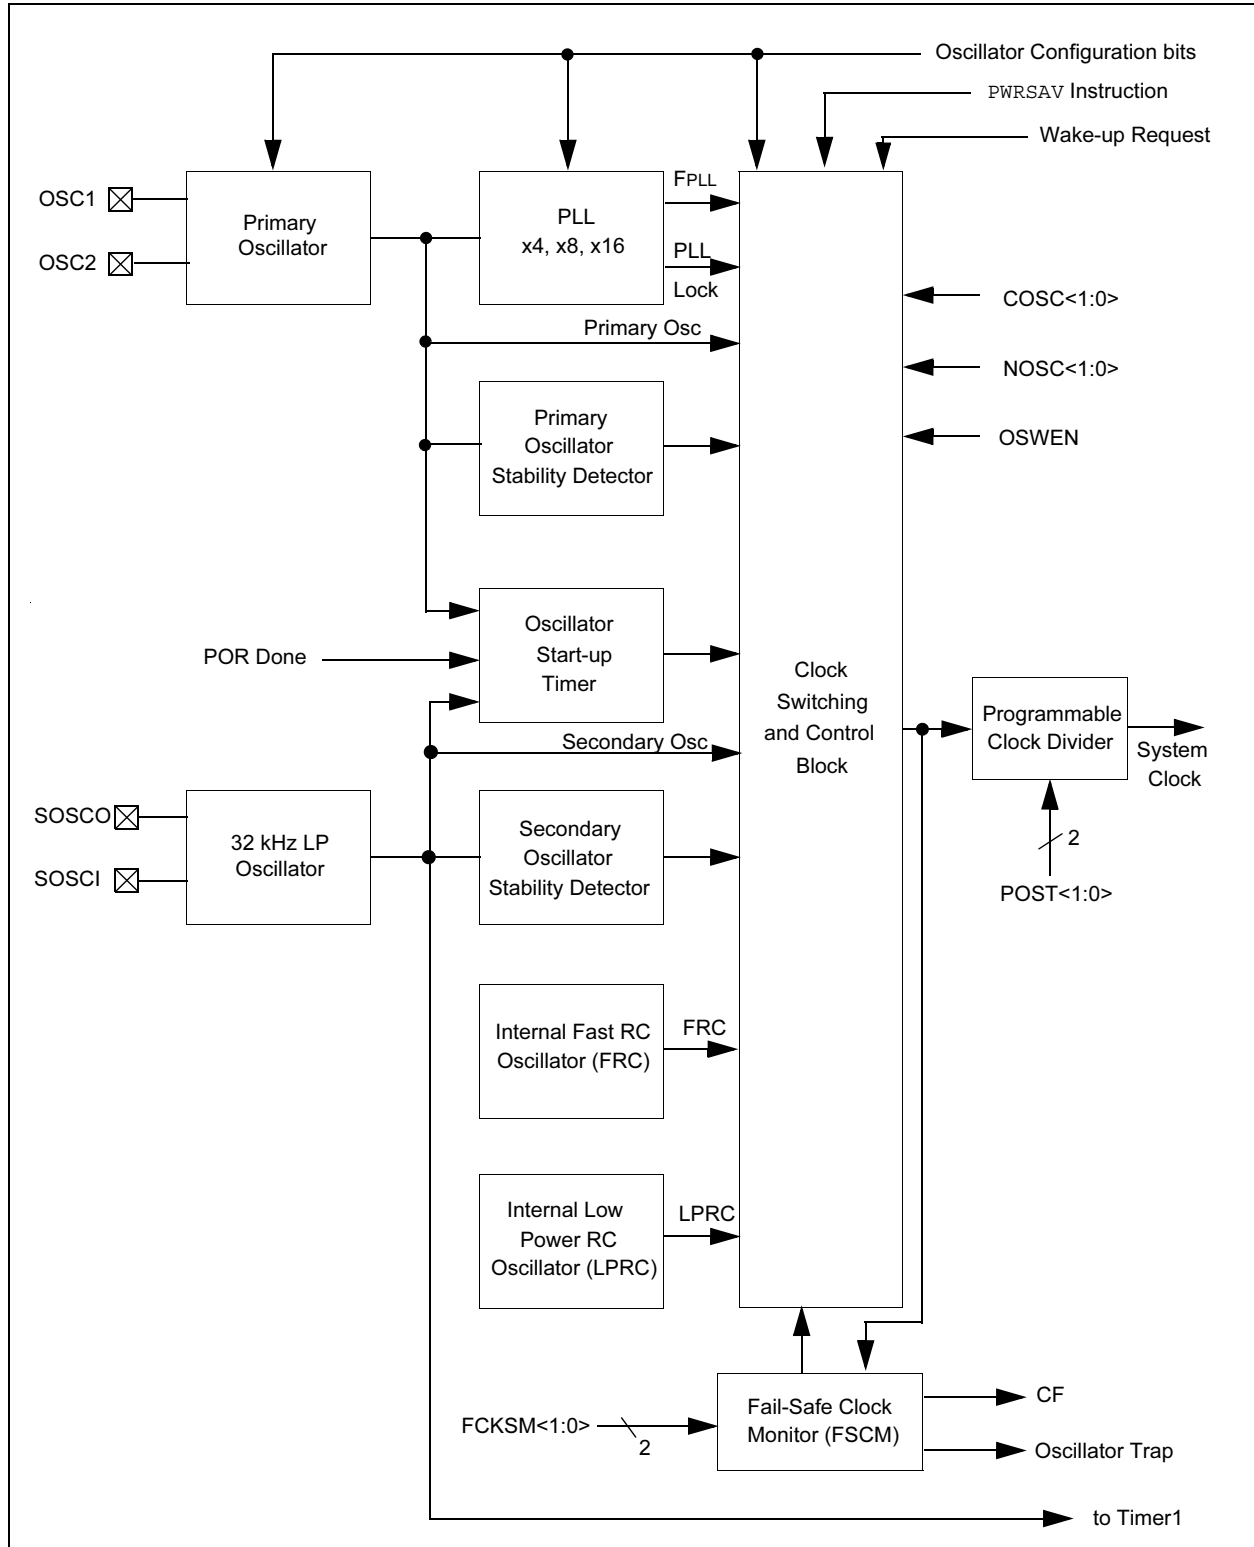 Oscillator Configuration bits
PWRSAV Instruction
Wake-up Request
OSC1
OSC2
Primary
Oscillator
PLL
x4, x8, x16
FPLL
PLL
Lock
Primary Osc
COSC<1:0>
NOSC<1:0>
OSWEN
Primary
Oscillator
Stability Detector
Oscillator
Start-up
Timer
POR Done
Secondary Osc
Clock
Switching
and Control
Block
Programmable
Clock Divider
System
Clock
2
POST<1:0>
SOSCO
SOSCI
32 kHz LP
Oscillator
Secondary
Oscillator
Stability Detector
Internal Fast RC
Oscillator (FRC)
FRC
Internal Low
Power RC
Oscillator (LPRC)
LPRC
FCKSM<1:0>
2
Fail-Safe Clock
Monitor (FSCM)
CF
Oscillator Trap
to Timer1